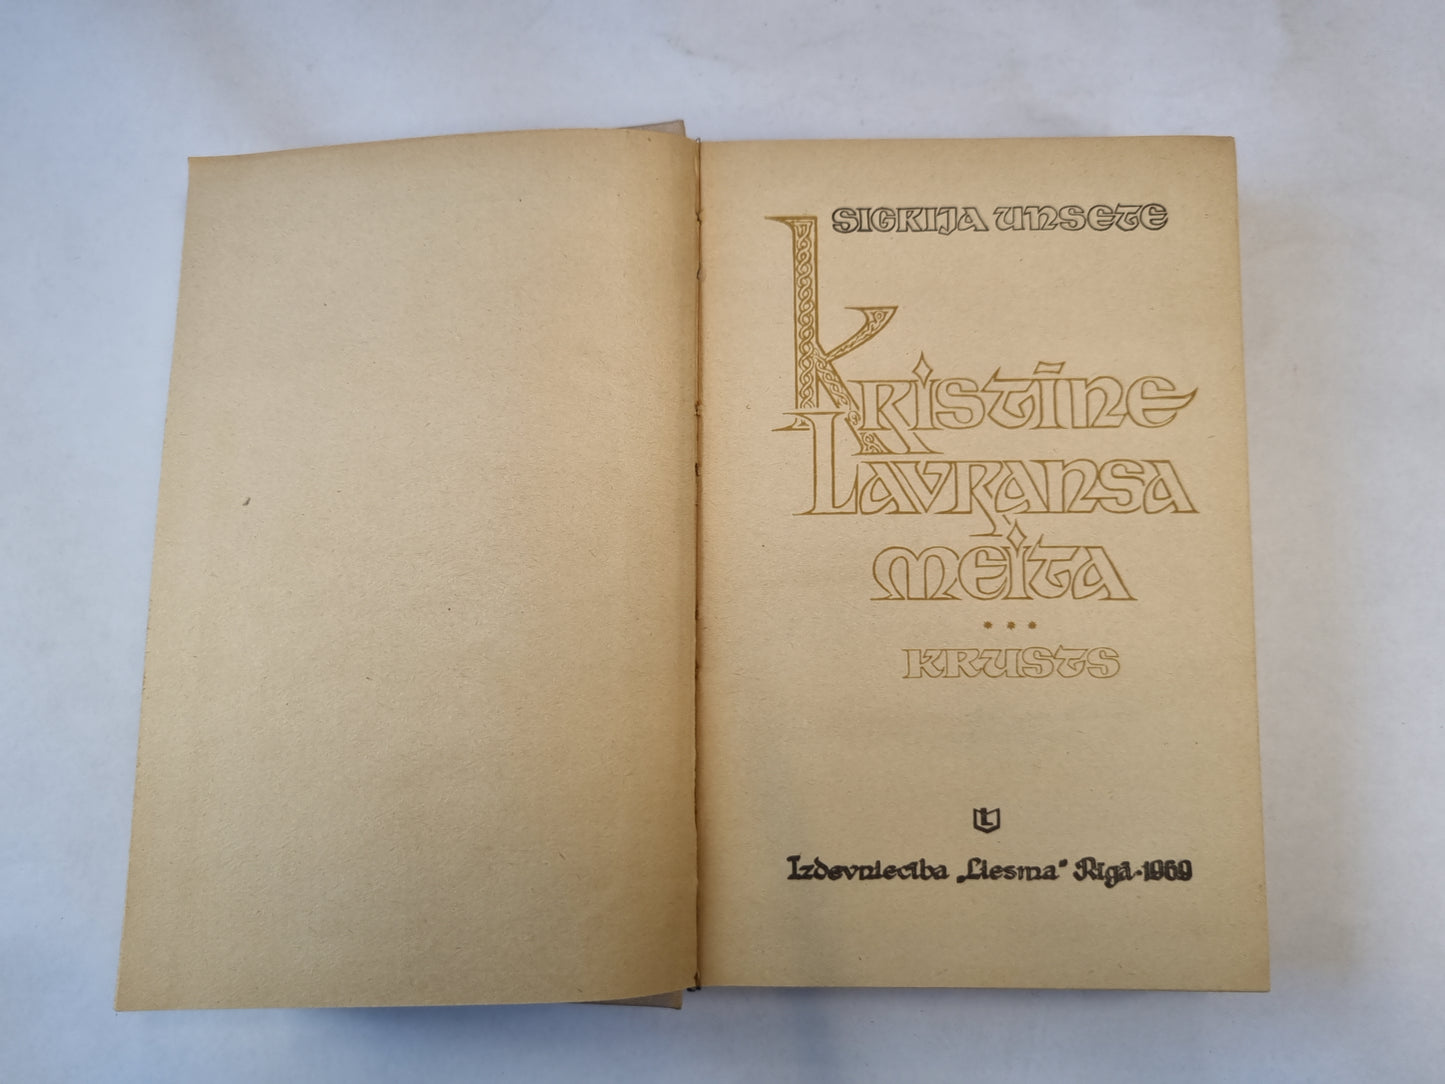 SIGRIJA UNSETE
KRISTĪNE
LAVRANSA
MEITA
* * *
KRUSTS
L
Izdevniecība „Liesma“ Rīgā·1969